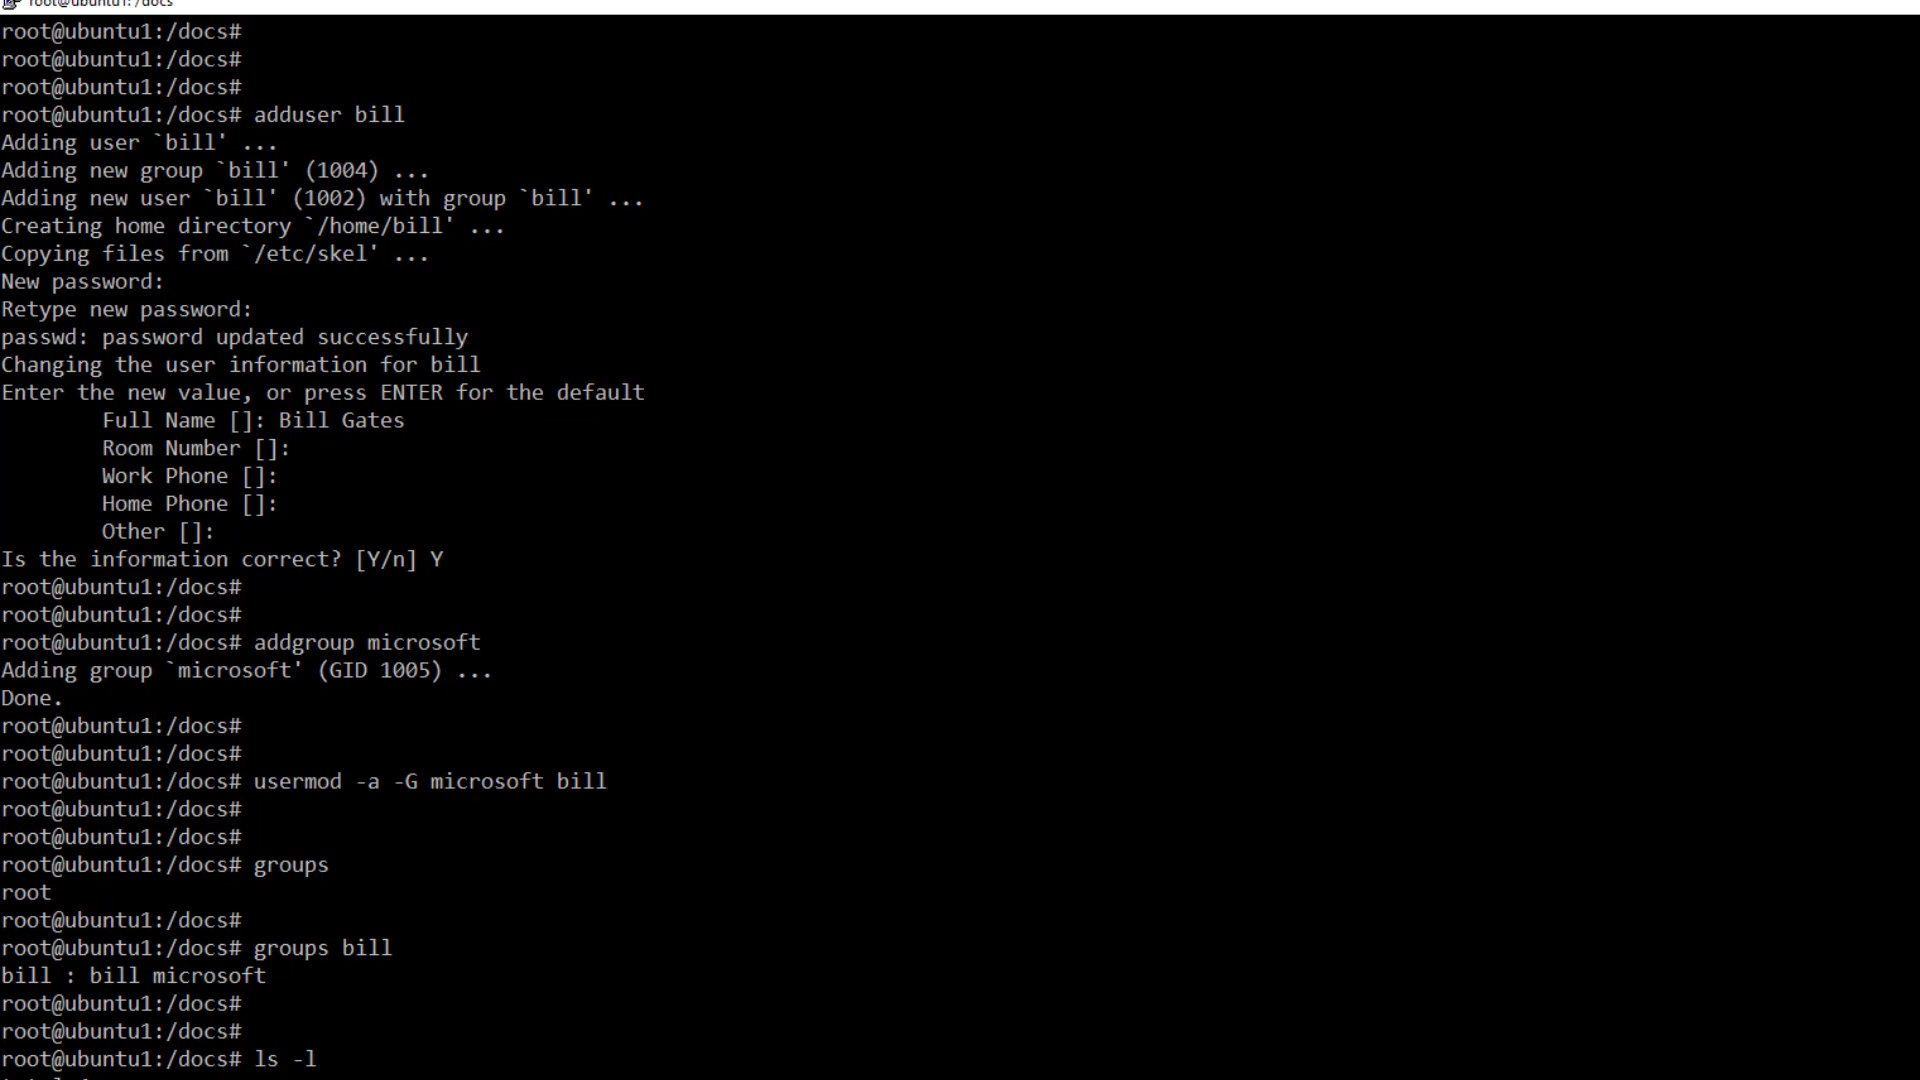 root@ubuntu1: /docs
root@ubuntu1:/docs#
root@ubuntu1:/docs#
root@ubuntu1:/docs#
root@ubuntu1:/docs# adduser bill
Adding user `bill' ...
Adding new group `bill' (1004) ...
Adding new user `bill' (1002) with group `bill' ...
Creating home directory `/home/bill' ...
Copying files from `/etc/skel' ...
New password:
Retype new password:
passwd: password updated successfully
Changing the user information for bill
Enter the new value, or press ENTER for the default
        Full Name []: Bill Gates
        Room Number []:
        Work Phone []:
        Home Phone []:
        Other []:
Is the information correct? [Y/n] Y
root@ubuntu1:/docs#
root@ubuntu1:/docs#
root@ubuntu1:/docs# addgroup microsoft
Adding group `microsoft' (GID 1005) ...
Done.
root@ubuntu1:/docs#
root@ubuntu1:/docs#
root@ubuntu1:/docs# usermod -a -G microsoft bill
root@ubuntu1:/docs#
root@ubuntu1:/docs#
root@ubuntu1:/docs# groups
root
root@ubuntu1:/docs#
root@ubuntu1:/docs# groups bill
bill : bill microsoft
root@ubuntu1:/docs#
root@ubuntu1:/docs#
root@ubuntu1:/docs# ls -l